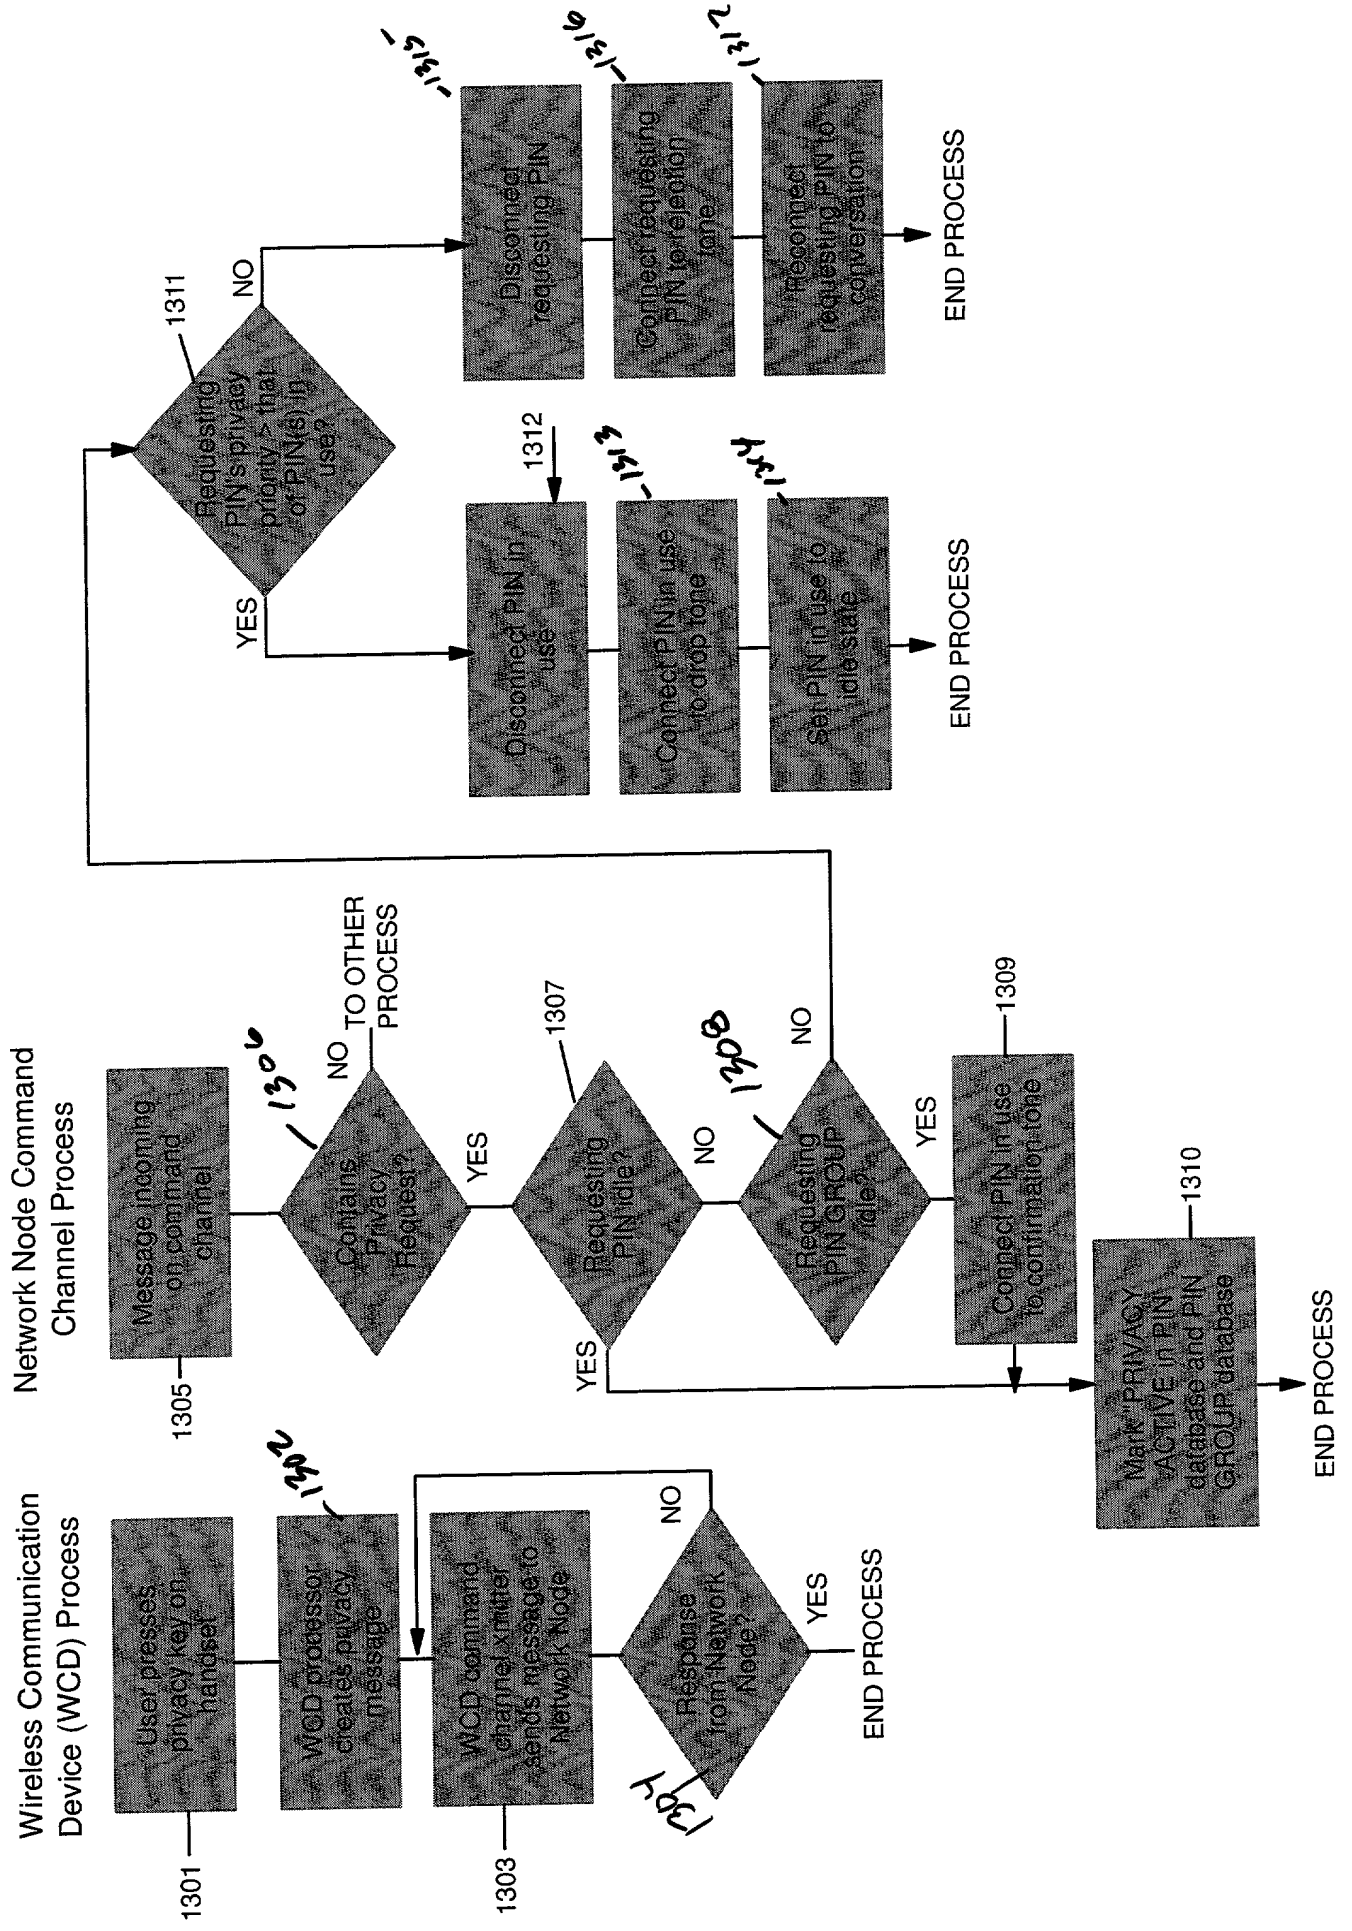 Wireless Communication
Device (WCD) Process
1301
User presses
privacy key on
handset
1302
WCD processor
creates privacy
message
1303
WCD command
channel xmitter
sends message to
Network Node
1304
Response
from Network
Node?
NO
YES
END PROCESS
Network Node Command
Channel Process
1305
Message incoming
on command
channel
1306
Contains
Privacy
Request?
NO
TO OTHER
PROCESS
YES
1307
Requesting
PIN idle?
YES
NO
1308
Requesting
PIN GROUP
idle?
NO
YES
1309
Connect PIN in use
to confirmation tone
1310
Mark "PRIVACY
ACTIVE in PIN
database and PIN
GROUP database
END PROCESS
1311
Requesting
PIN's privacy
priority > that
of PIN(s) in
use?
YES
NO
1312
Disconnect PIN in
use
1313
Connect PIN in use
to drop tone
Set PIN in use to
idle state
END PROCESS
1315
Disconnect
requesting PIN
1316
Connect requesting
PIN to rejection
tone
Reconnect
requesting PIN to
conversation
END PROCESS